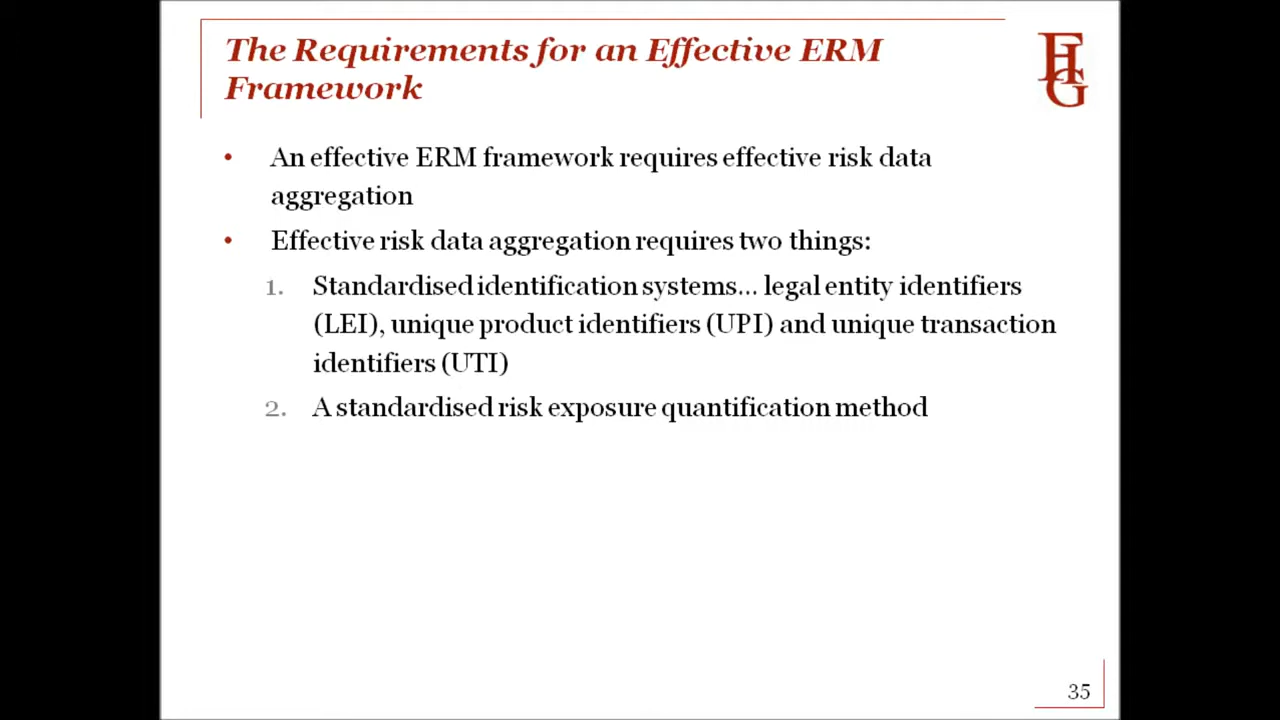 The Requirements for an Effective ERM
Framework
FHG
• An effective ERM framework requires effective risk data
aggregation
• Effective risk data aggregation requires two things:
1. Standardised identification systems... legal entity identifiers
(LEI), unique product identifiers (UPI) and unique transaction
identifiers (UTI)
2. A standardised risk exposure quantification method
35